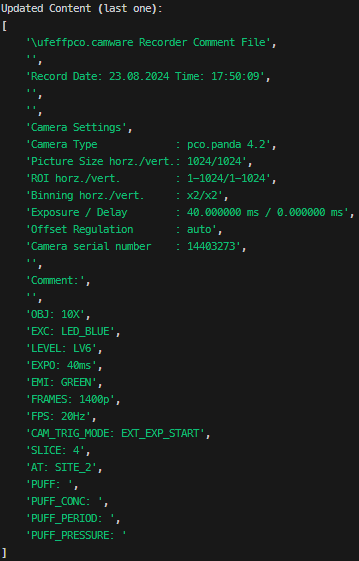 Updated Content (last one):
[
    '\ufeffpco.camware Recorder Comment File',
    '',
    'Record Date: 23.08.2024 Time: 17:50:09',
    '',
    '',
    'Camera Settings',
    'Camera Type             : pco.panda 4.2',
    'Picture Size horz./vert.: 1024/1024',
    'ROI horz./vert.         : 1-1024/1-1024',
    'Binning horz./vert.     : x2/x2',
    'Exposure / Delay        : 40.000000 ms / 0.000000 ms',
    'Offset Regulation       : auto',
    'Camera serial number    : 14403273',
    '',
    'Comment:',
    '',
    'OBJ: 10X',
    'EXC: LED_BLUE',
    'LEVEL: LV6',
    'EXPO: 40ms',
    'EMI: GREEN',
    'FRAMES: 1400p',
    'FPS: 20Hz',
    'CAM_TRIG_MODE: EXT_EXP_START',
    'SLICE: 4',
    'AT: SITE_2',
    'PUFF: ',
    'PUFF_CONC: ',
    'PUFF_PERIOD: ',
    'PUFF_PRESSURE: '
]